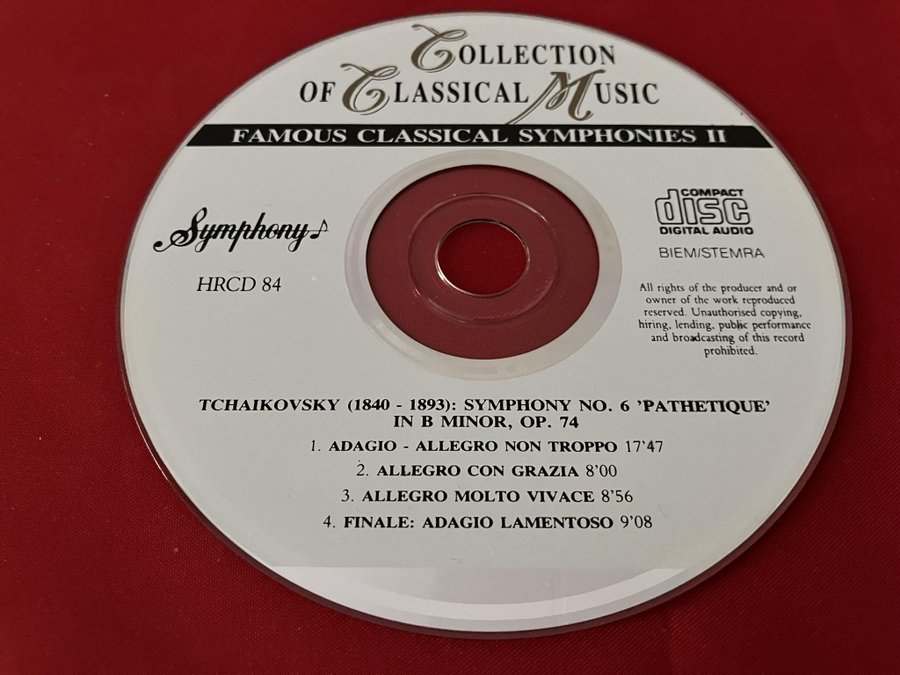 COLLECTION
OF CLASSICAL MUSIC
FAMOUS CLASSICAL SYMPHONIES II
Symphony
HRCD 84
COMPACT
disc
DIGITAL AUDIO
BIEM/STEMRA
All rights of the producer and or
owner of the work reproduced
reserved. Unauthorised copying,
hiring, lending, public performance
and broadcasting of this record
prohibited.
TCHAIKOVSKY (1840 - 1893): SYMPHONY NO. 6 'PATHETIQUE'
IN B MINOR, OP. 74
1. ADAGIO - ALLEGRO NON TROPPO 17'47
2. ALLEGRO CON GRAZIA 8'00
3. ALLEGRO MOLTO VIVACE 8'56
4. FINALE: ADAGIO LAMENTOSO 9'08